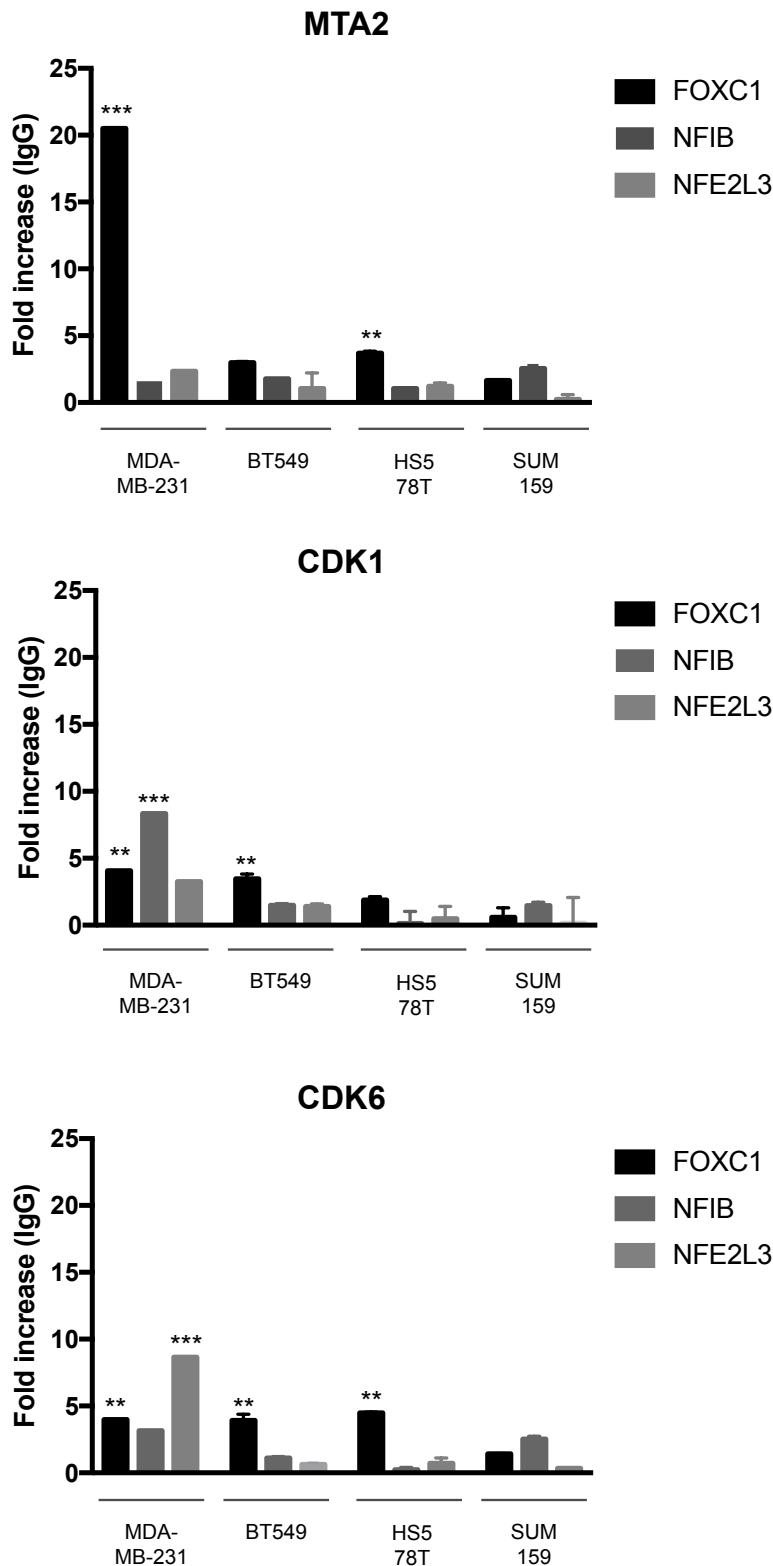 MTA2
Fold increase (IgG)
25
20
15
10
5
0
***
**
FOXC1
NFIB
NFE2L3
MDA-
MB-231
BT549
HS5
78T
SUM
159
CDK1
Fold increase (IgG)
25
20
15
10
5
0
**
***
**
FOXC1
NFIB
NFE2L3
MDA-
MB-231
BT549
HS5
78T
SUM
159
CDK6
Fold increase (IgG)
25
20
15
10
5
0
**
***
**
**
FOXC1
NFIB
NFE2L3
MDA-
MB-231
BT549
HS5
78T
SUM
159